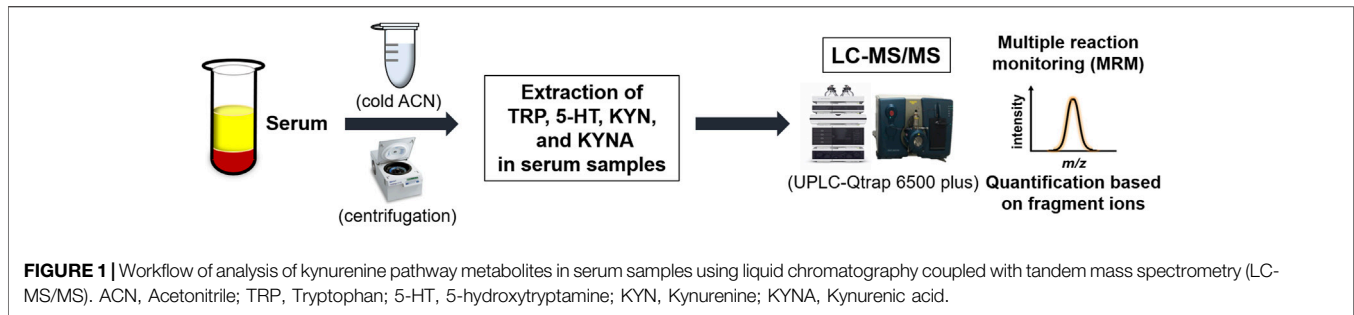 Serum
(cold ACN)
(centrifugation)
Extraction of
TRP, 5-HT, KYN,
and KYNA
in serum samples
LC-MS/MS
(UPLC-Qtrap 6500 plus)
Multiple reaction
monitoring (MRM)
intensity
m/z
Quantification based
on fragment ions
FIGURE 1 | Workflow of analysis of kynurenine pathway metabolites in serum samples using liquid chromatography coupled with tandem mass spectrometry (LC-
MS/MS). ACN, Acetonitrile; TRP, Tryptophan; 5-HT, 5-hydroxytryptamine; KYN, Kynurenine; KYNA, Kynurenic acid.